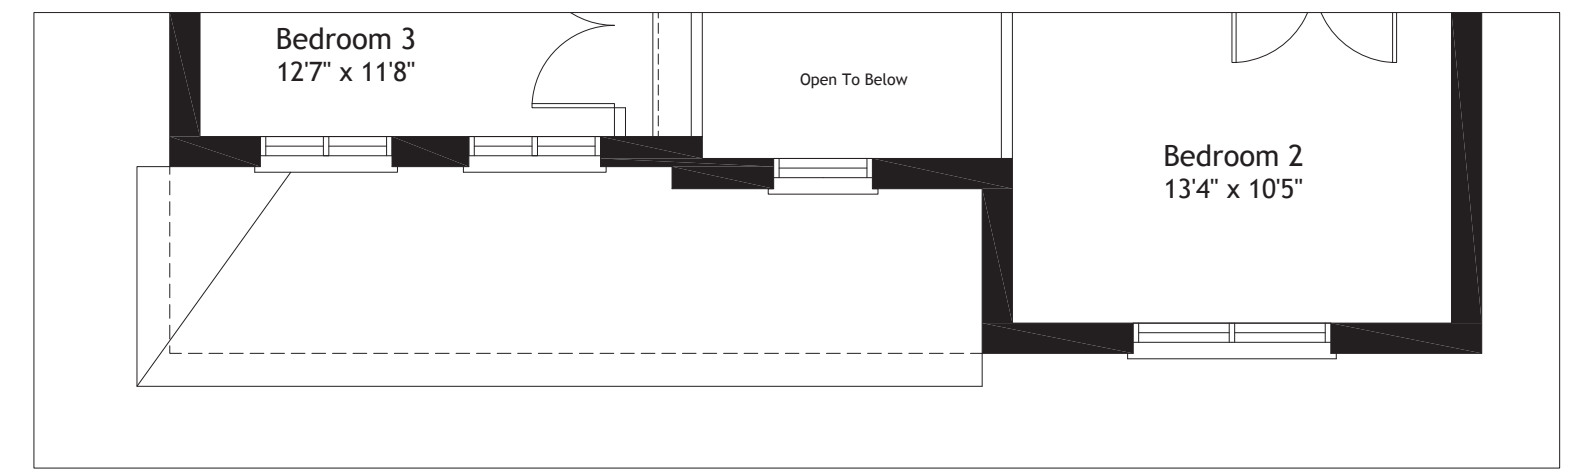 Bedroom 3
12'7" x 11'8"
Open To Below
Bedroom 2
13'4" x 10'5"